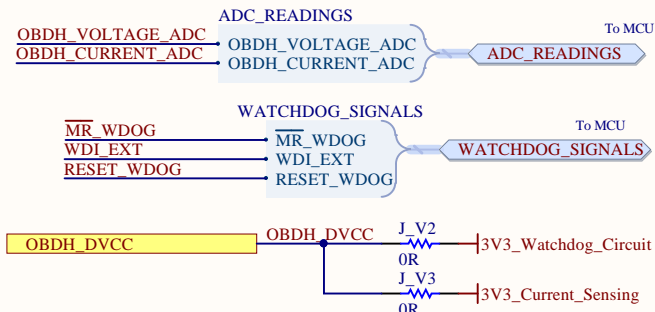 ADC_READINGS
To MCU
OBDH_VOLTAGE_ADC
OBDH_VOLTAGE_ADC
ADC_READINGS
OBDH_CURRENT_ADC
OBDH_CURRENT_ADC
WATCHDOG_SIGNALS
To MCU
MR_WDOG
MR_WDOG
WDI_EXT
WDI_EXT
WATCHDOG_SIGNALS
RESET_WDOG
RESET_WDOG
OBDH_DVCC
OBDH_DVCC
J_V2
0R
3V3_Watchdog_Circuit
J_V3
0R
3V3_Current_Sensing